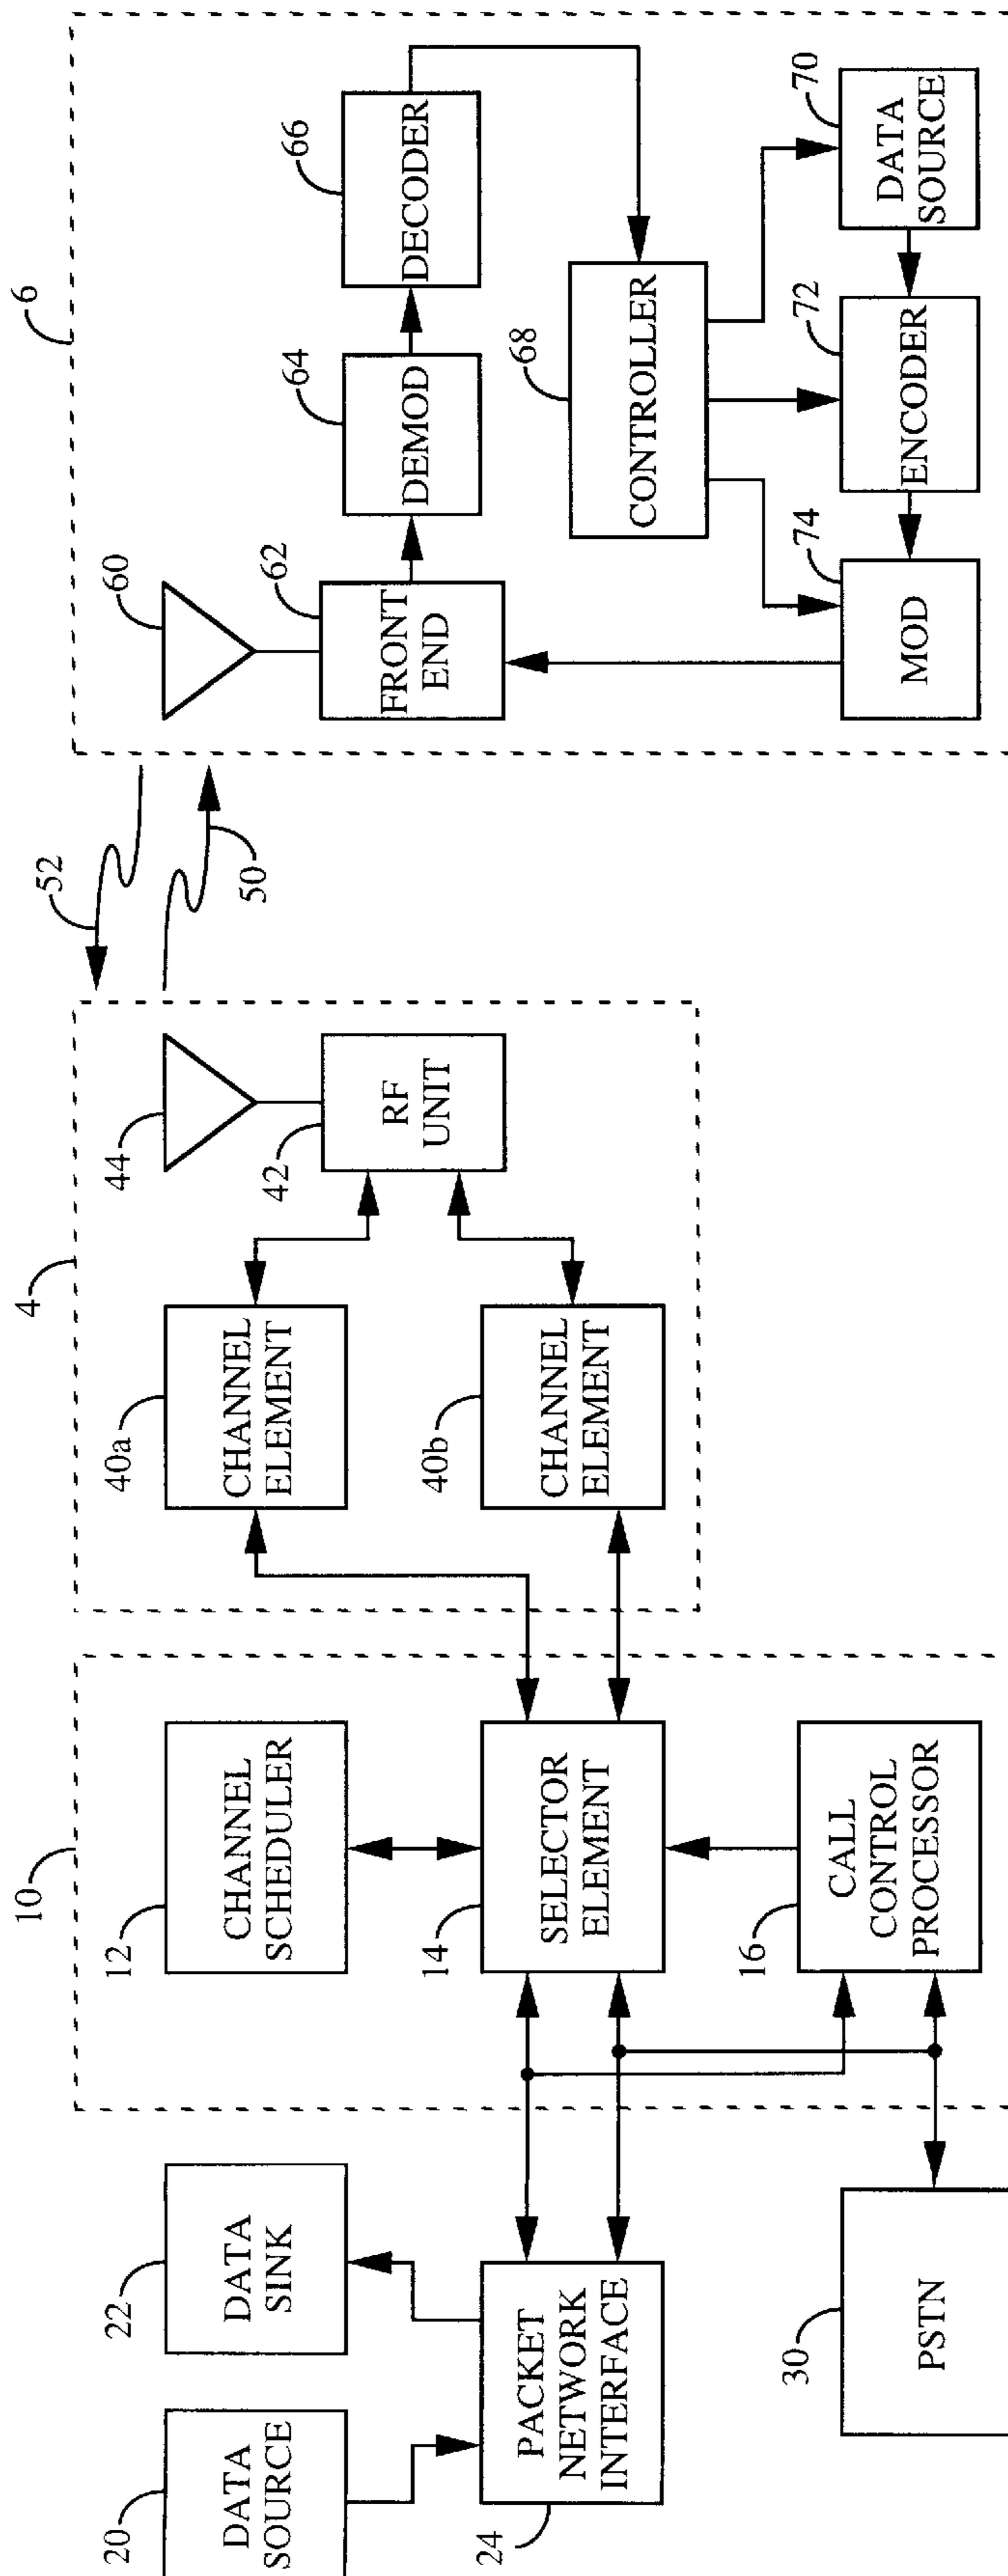 20
DATA
SOURCE
22
DATA
SINK
24
PACKET
NETWORK
INTERFACE
30
PSTN
10
12
CHANNEL
SCHEDULER
14
SELECTOR
ELEMENT
16
CALL
CONTROL
PROCESSOR
4
40a
CHANNEL
ELEMENT
40b
CHANNEL
ELEMENT
44
42
RF
UNIT
52
50
6
60
62
FRONT
END
64
DEMOD
66
DECODER
68
CONTROLLER
74
MOD
72
ENCODER
70
DATA
SOURCE